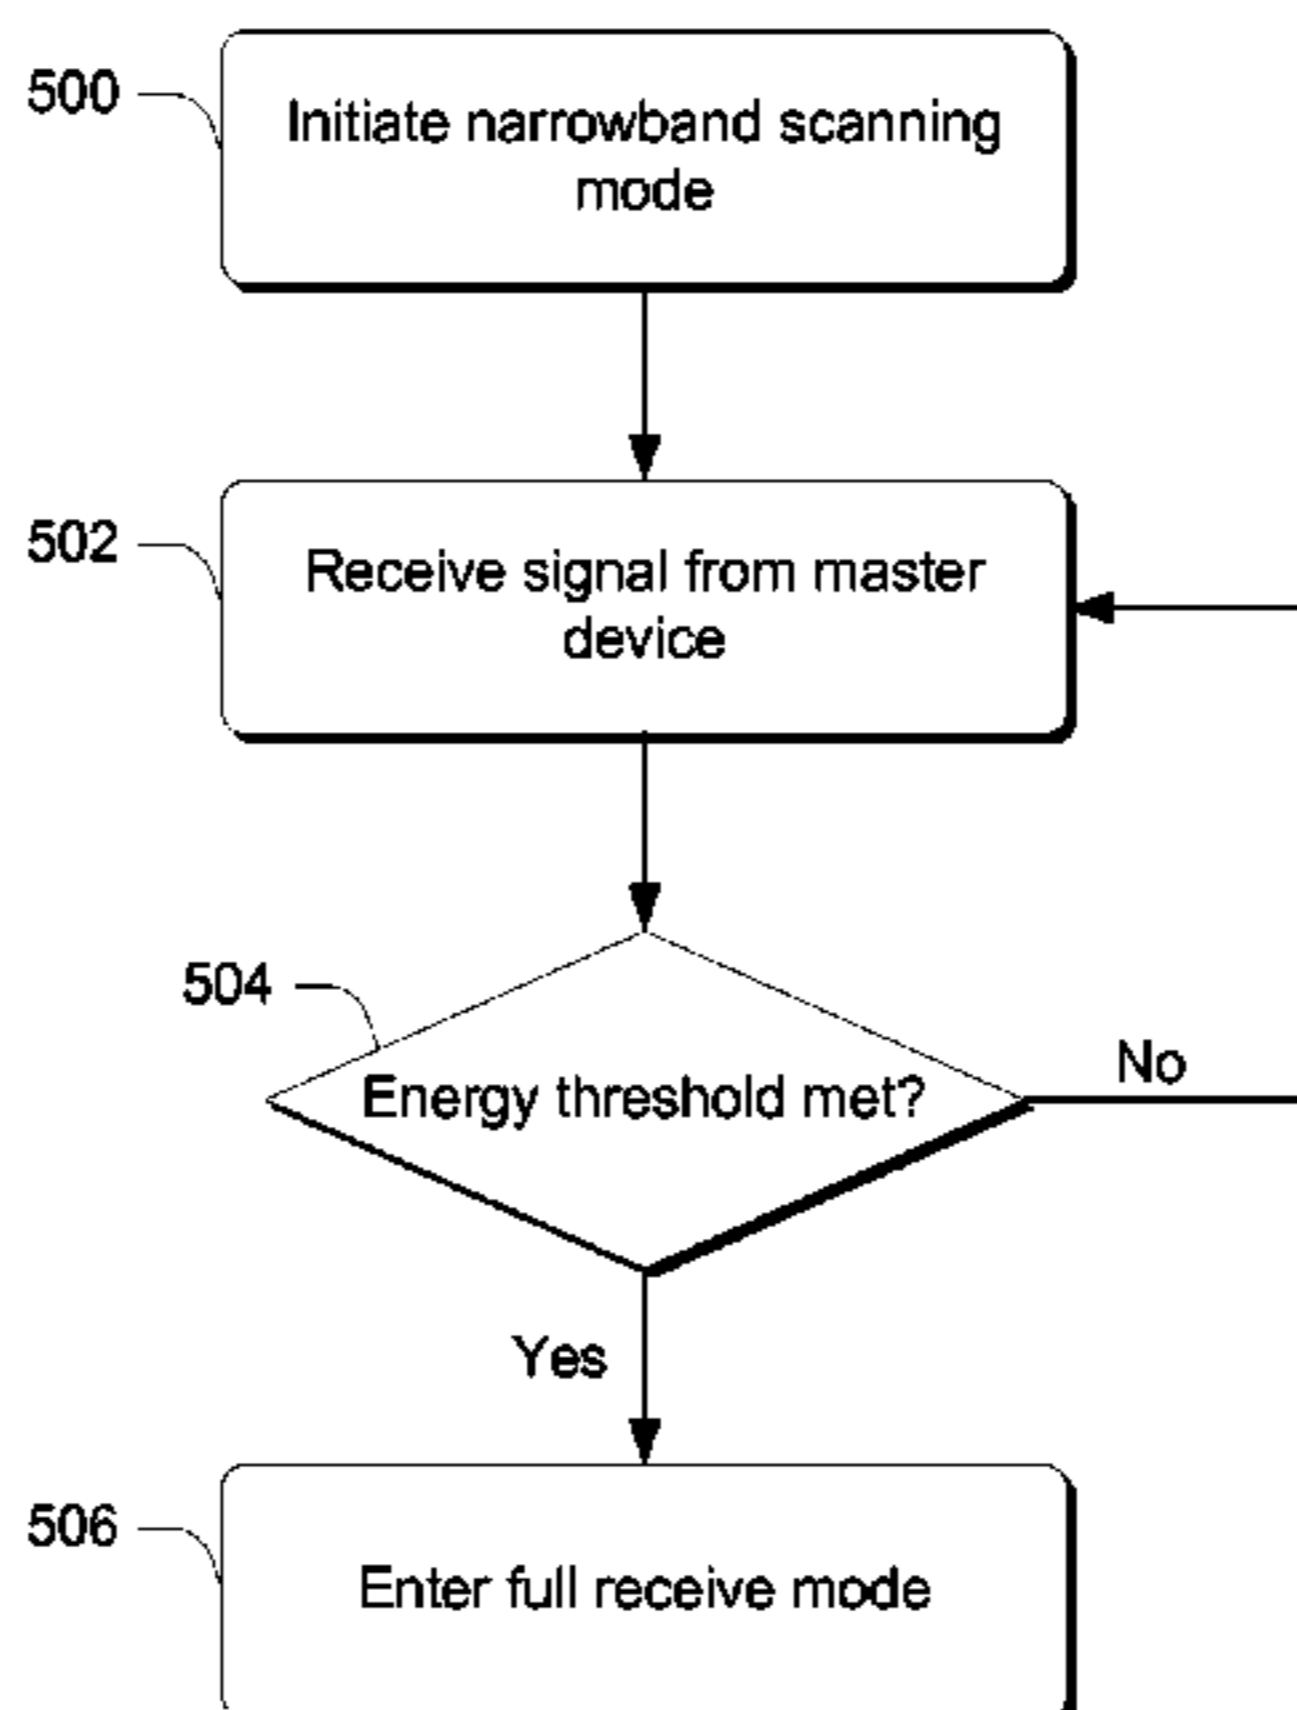 500
Initiate narrowband scanning
mode
502
Receive signal from master
device
504
Energy threshold met?
No
Yes
506
Enter full receive mode